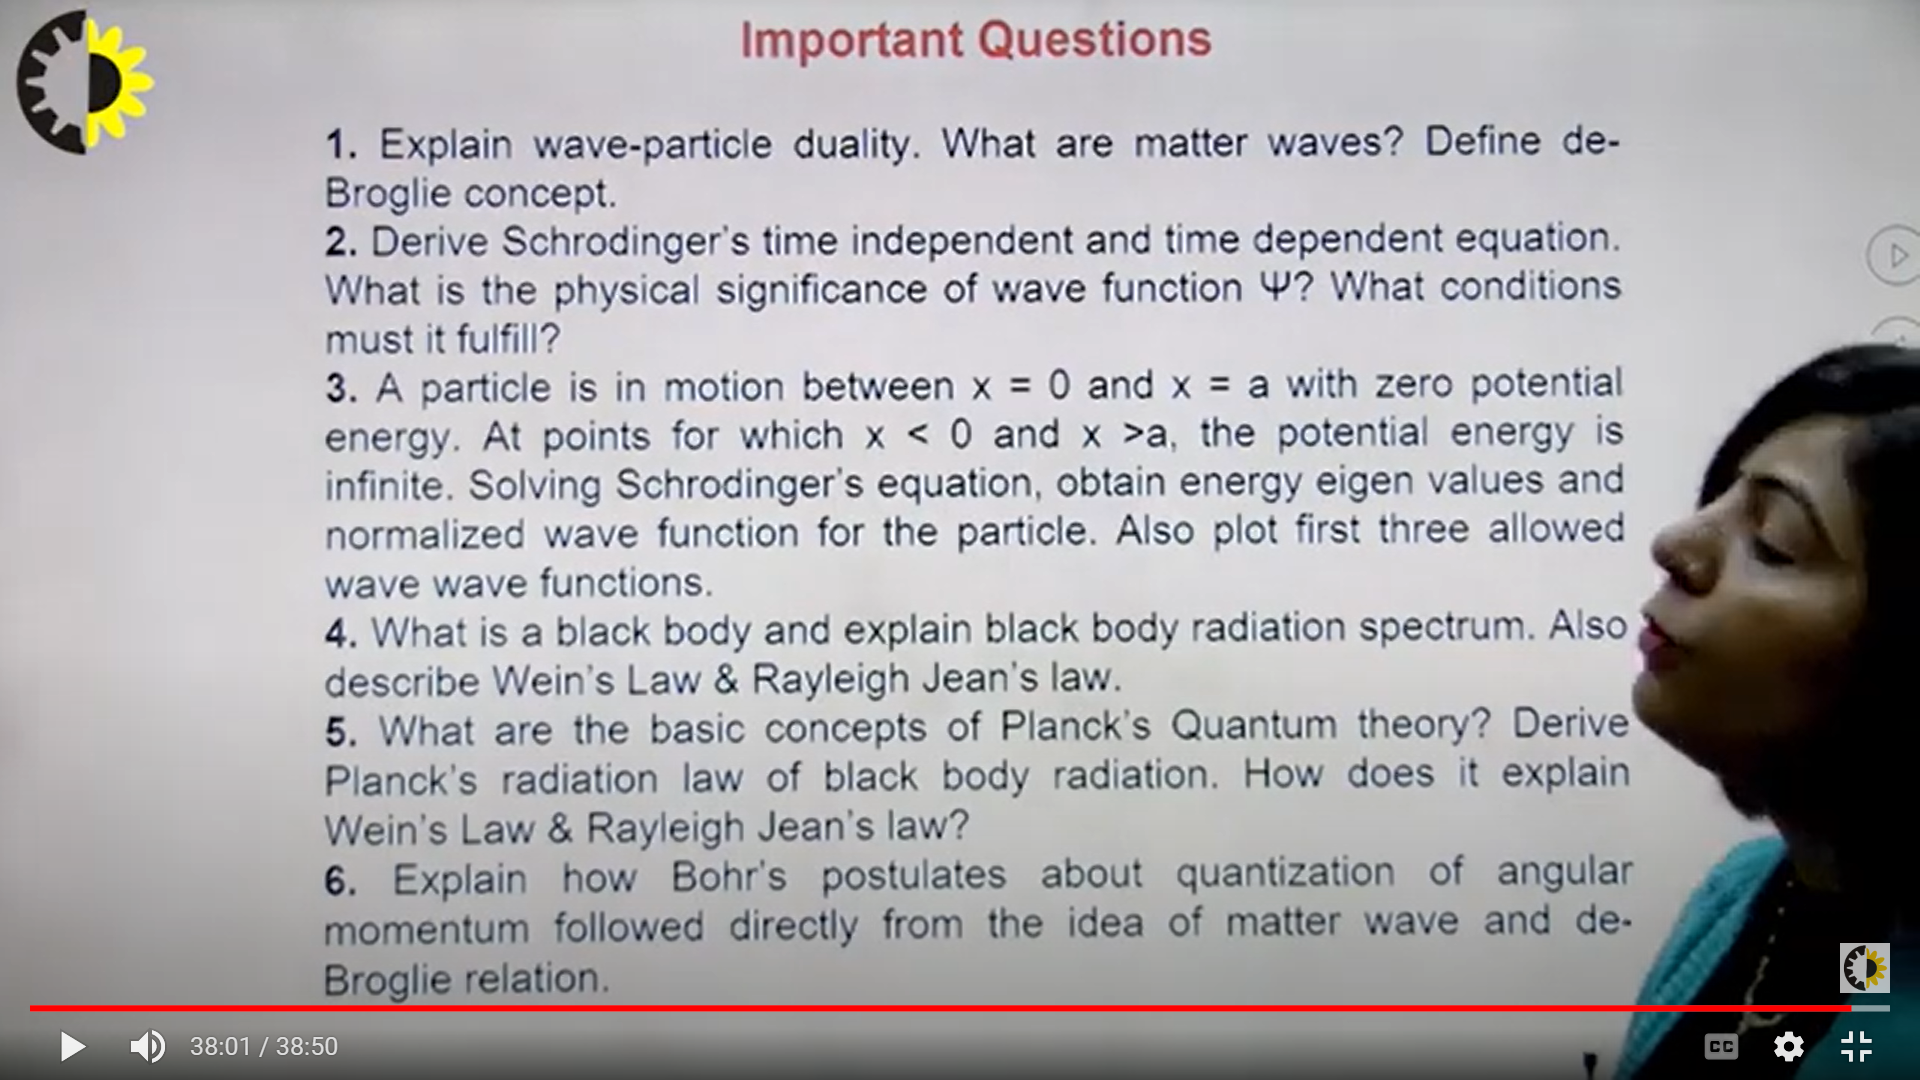 Important Questions
1. Explain wave-particle duality. What are matter waves? Define de-
Broglie concept.
2. Derive Schrodinger's time independent and time dependent equation.
What is the physical significance of wave function Ψ? What conditions
must it fulfill?
3. A particle is in motion between x = 0 and x = a with zero potential
energy. At points for which x < 0 and x >a, the potential energy is
infinite. Solving Schrodinger's equation, obtain energy eigen values and
normalized wave function for the particle. Also plot first three allowed
wave wave functions.
4. What is a black body and explain black body radiation spectrum. Also
describe Wein's Law & Rayleigh Jean's law.
5. What are the basic concepts of Planck's Quantum theory? Derive
Planck's radiation law of black body radiation. How does it explain
Wein's Law & Rayleigh Jean's law?
6. Explain how Bohr's postulates about quantization of angular
momentum followed directly from the idea of matter wave and de-
Broglie relation.
38:01 / 38:50
CC